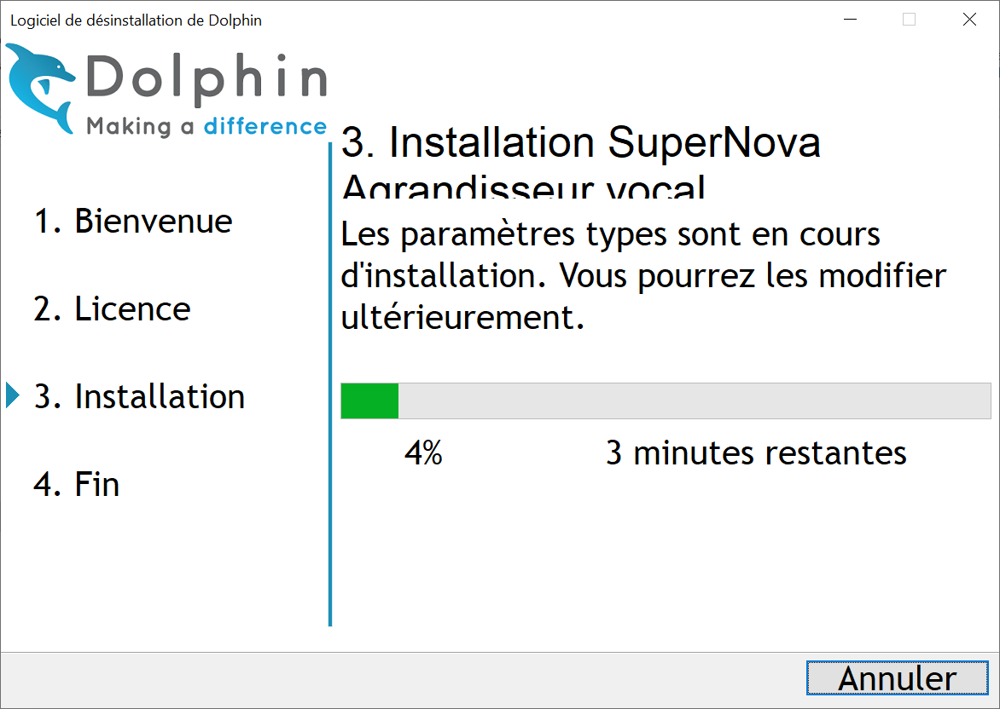 Logiciel de désinstallation de Dolphin
Dolphin
Making a difference
1. Bienvenue
2. Licence
3. Installation
4. Fin
3. Installation SuperNova
Agrandisseur vocal
Les paramètres types sont en cours
d'installation. Vous pourrez les modifier
ultérieurement.
4%
3 minutes restantes
Annuler